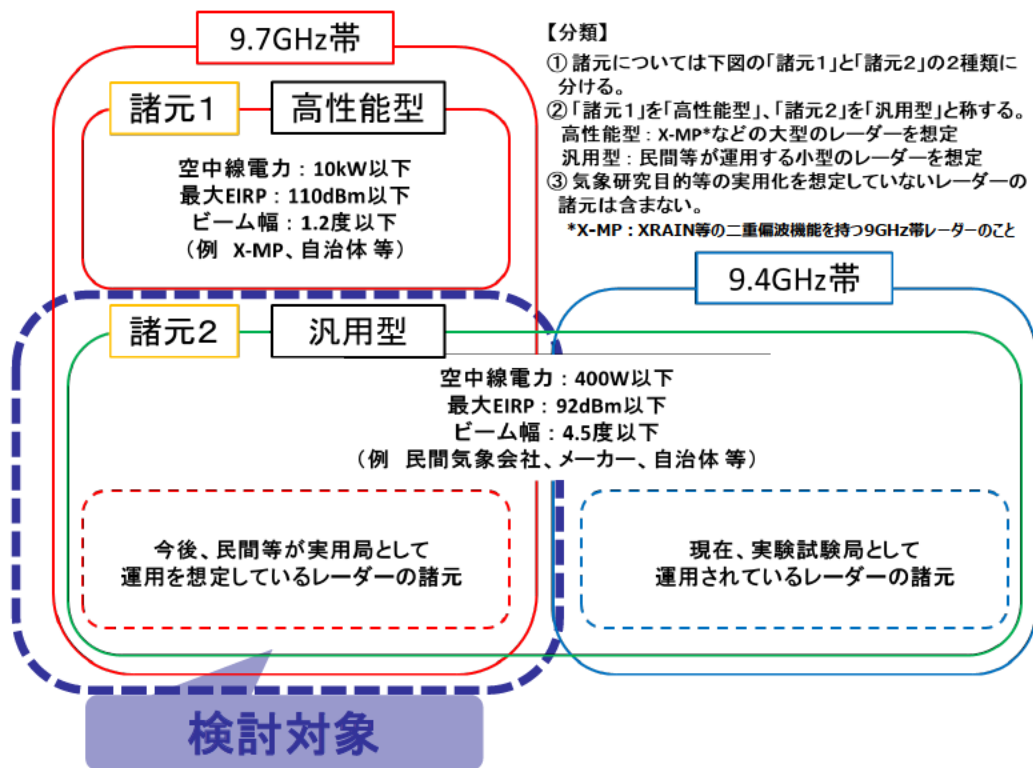 9.7GHz帯
【分類】
① 諸元については下図の「諸元1」と「諸元2」の2種類に
分ける。
②「諸元1」を「高性能型」、「諸元2」を「汎用型」と称する。
高性能型：X-MP*などの大型のレーダーを想定
汎用型：民間等が運用する小型のレーダーを想定
③ 気象研究目的等の実用化を想定していないレーダーの
諸元は含まない。
*X-MP：XRAIN等の二重偏波機能を持つ9GHz帯レーダーのこと
諸元1
高性能型
空中線電力：10kW以下
最大EIRP：110dBm以下
ビーム幅：1.2度以下
（例 X-MP、自治体 等）
9.4GHz帯
諸元2
汎用型
空中線電力：400W以下
最大EIRP：92dBm以下
ビーム幅：4.5度以下
（例 民間気象会社、メーカー、自治体 等）
今後、民間等が実用局として
運用を想定しているレーダーの諸元
現在、実験試験局として
運用されているレーダーの諸元
検討対象